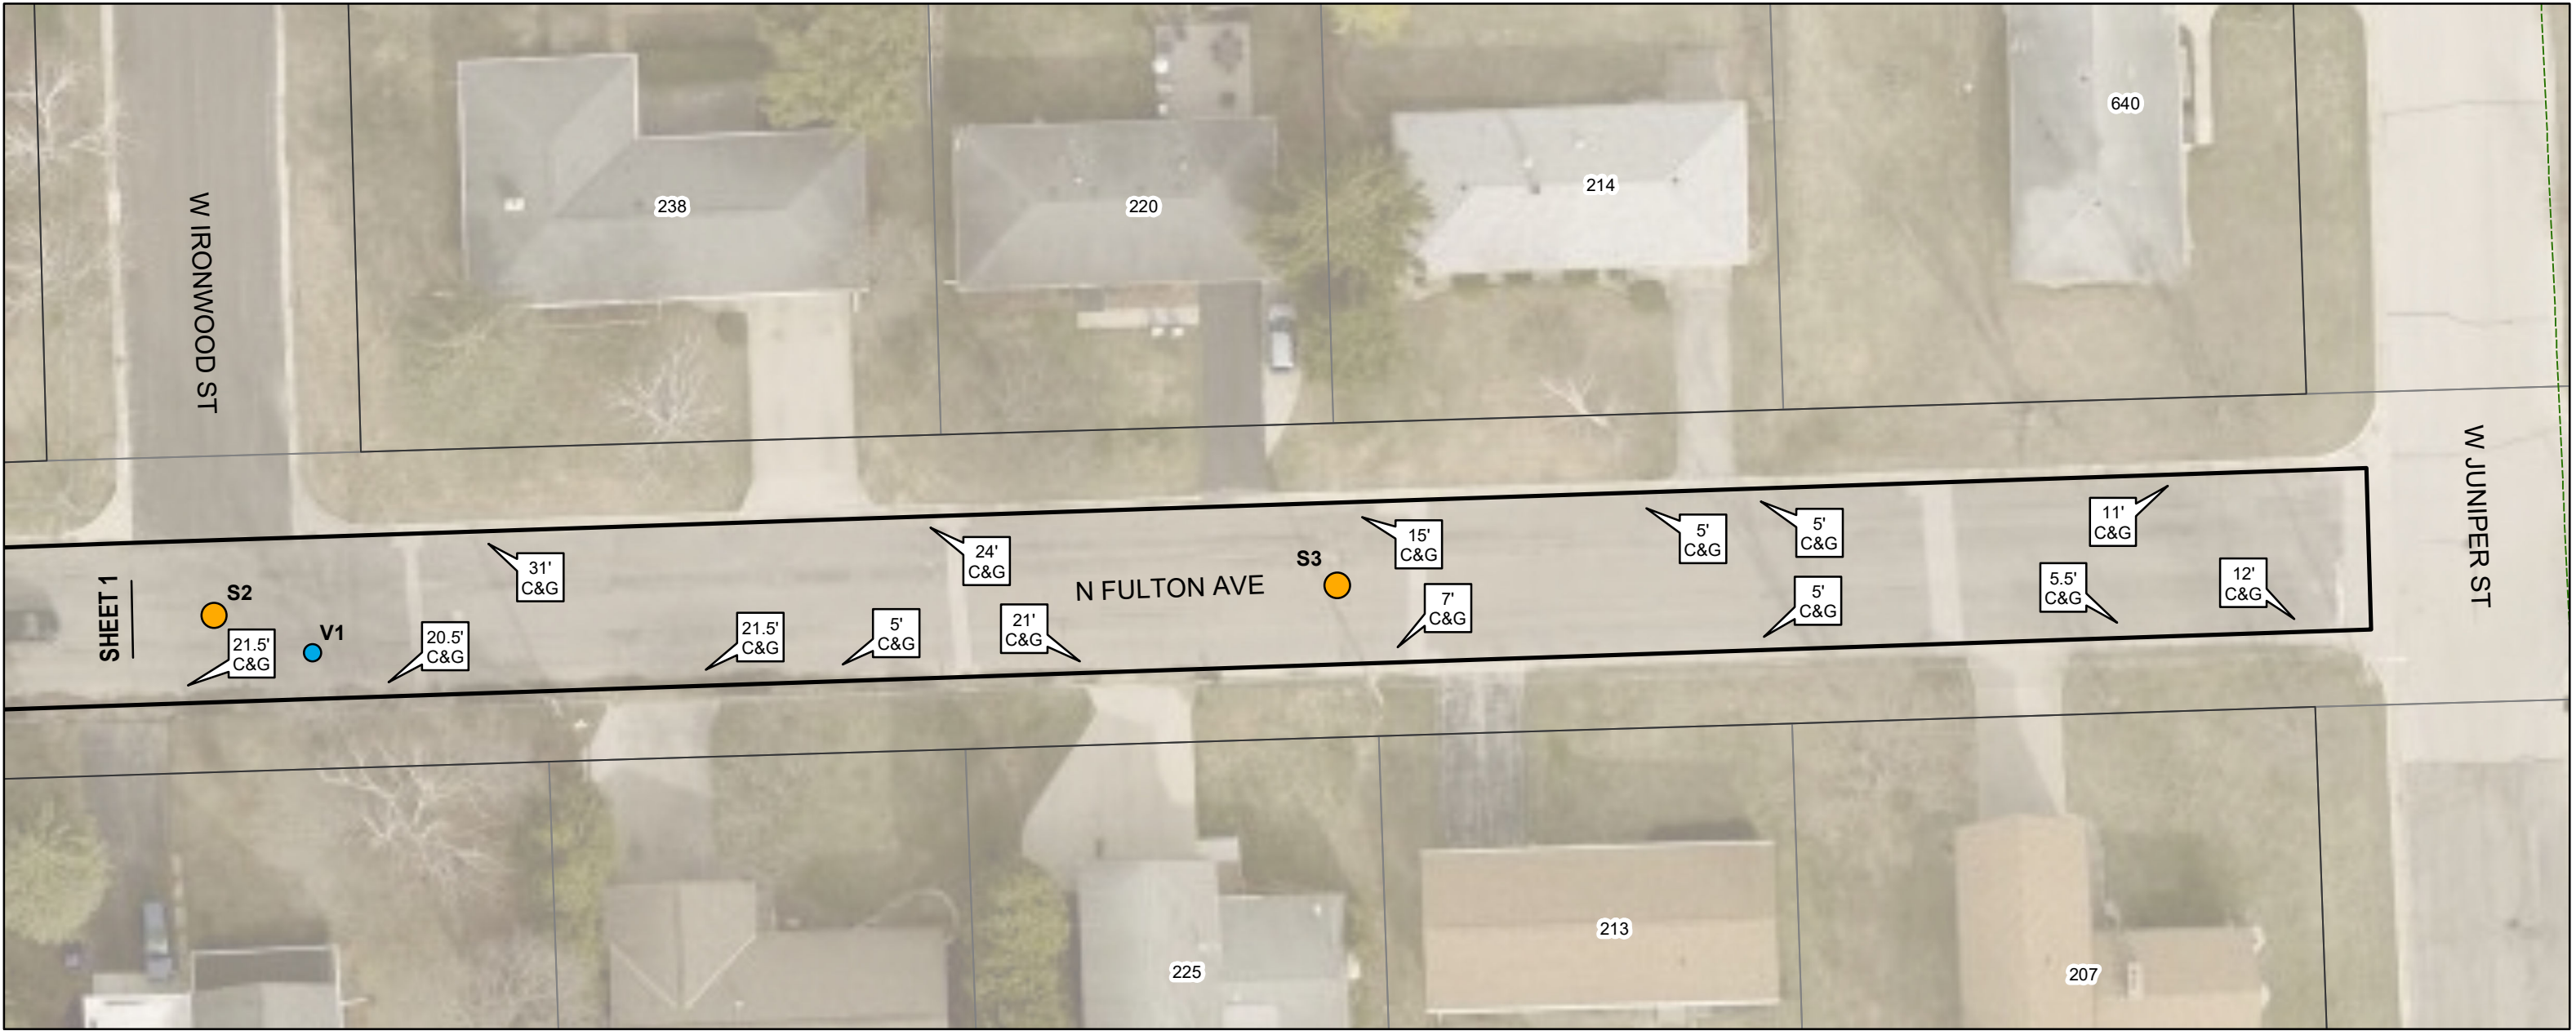 640
214
238
220
W IRONWOOD ST
W JUNIPER ST
11'
C&G
5'
C&G
5'
C&G
15'
C&G
24'
C&G
31'
C&G
S3
N FULTON AVE
SHEET 1
S2
V1
12'
C&G
5.5'
C&G
5'
C&G
7'
C&G
21'
C&G
5'
C&G
21.5'
C&G
20.5'
C&G
21.5'
C&G
213
225
207